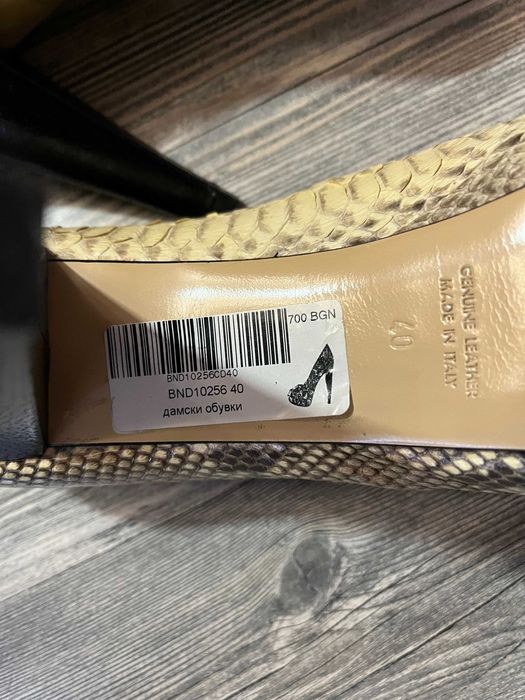 700 BGN
BND10256CD40
BND10256 40
дамски обувки
40
GENUINE LEATHER
MADE IN ITALY